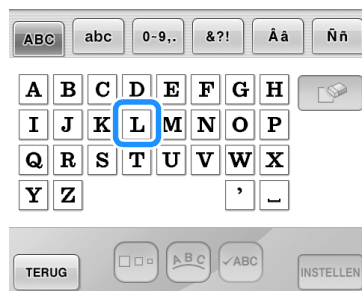 ABC abc 0~9,. &?! Ââ Ññ
A B C D E F G H
I J K L M N O P
Q R S T U V W X
Y Z ' _
TERUG ABC ✓ABC INSTELLEN